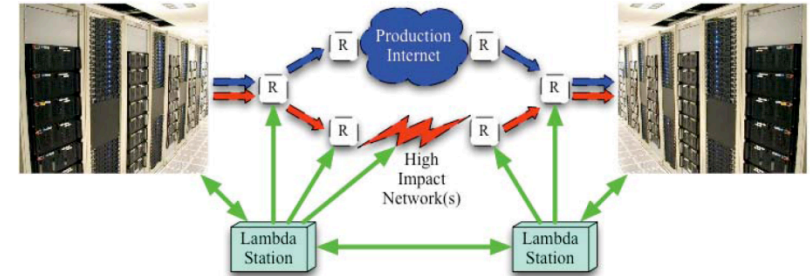 R
Production
Internet
R
R
R
R
R
High
Impact
Network(s)
Lambda
Station
Lambda
Station